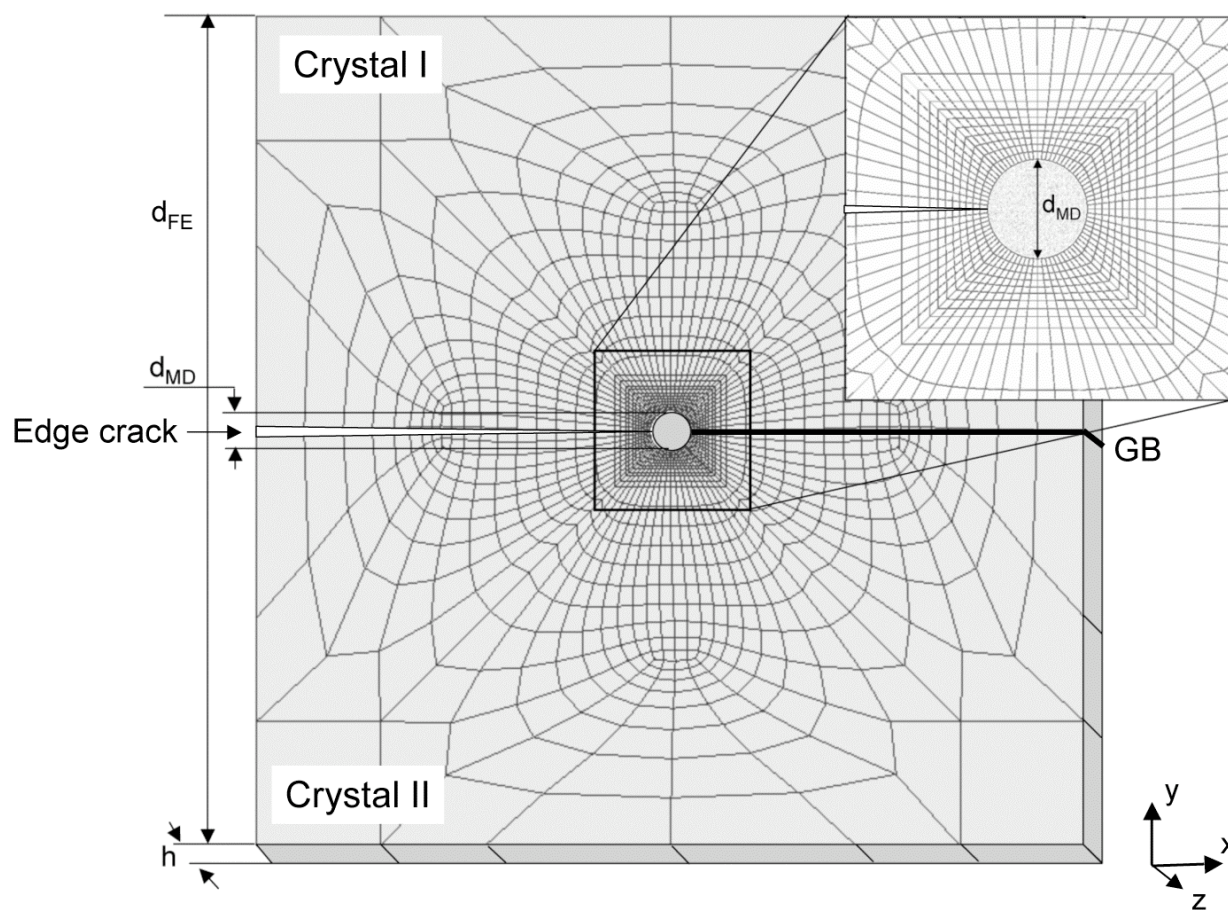 Crystal I
d_FE
d_MD
d_MD
Edge crack
GB
Crystal II
h
y
x
z